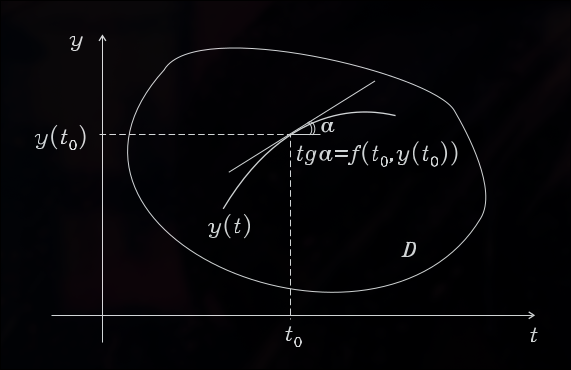 y
y(t₀)
α
tgα=f(t₀,y(t₀))
y(t)
D
t₀
t